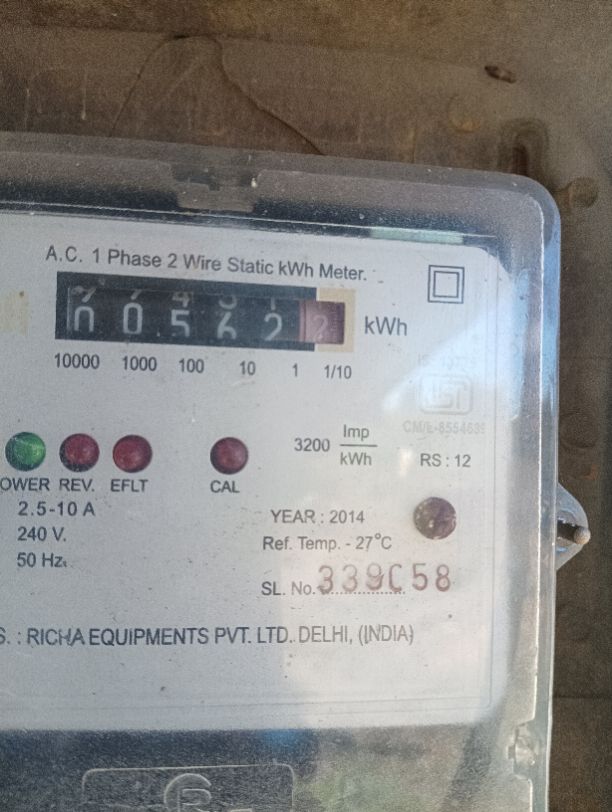 A.C. 1 Phase 2 Wire Static kWh Meter.
0 0 5 6 2 2 kWh
10000 1000 100 10 1 1/10
3200 Imp/kWh
CM/L-8554639
RS : 12
OWER REV. EFLT CAL
2.5-10 A
240 V.
50 Hz.
YEAR : 2014
Ref. Temp. - 27°C
SL. No. 339C58
S. : RICHA EQUIPMENTS PVT. LTD. DELHI, (INDIA)